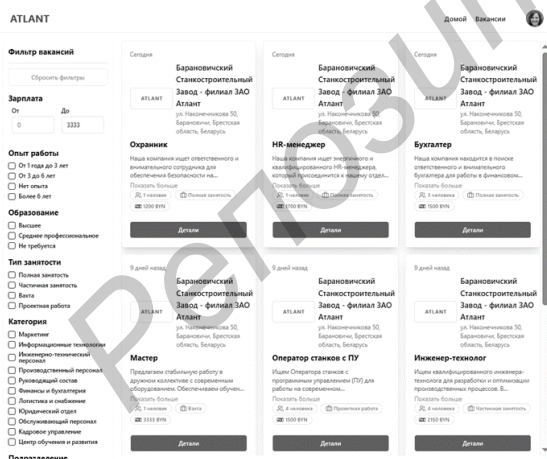 ATLANT
Домой Вакансии
Фильтр вакансий
Сбросить фильтры
Зарплата
От До
0 3333
Опыт работы
От 1 года до 3 лет
От 3 до 6 лет
Нет опыта
Более 6 лет
Образование
Высшее
Среднее профессиональное
Не требуется
Тип занятости
Полная занятость
Частичная занятость
Вахта
Проектная работа
Категория
Маркетинг
Информационные технологии
Инженерно-технический
персонал
Производственный персонал
Руководящий состав
Финансы и бухгалтерия
Логистика и снабжение
Юридический отдел
Обслуживающий персонал
Кадровое управление
Центр обучения и развития
Подразделение
Сегодня
ATLANT
Барановичский
Станкостроительный
Завод - филиал ЗАО
Атлант
ул. Наконечникова 50,
Барановичи, Брестская
область, Беларусь
Охранник
Наша компания ищет ответственного и
внимательного сотрудника для
обеспечения безопасности на...
Показать больше
1 человек Полная занятость
1200 BYN
Детали
Сегодня
ATLANT
Барановичский
Станкостроительный
Завод - филиал ЗАО
Атлант
ул. Наконечникова 50,
Барановичи, Брестская
область, Беларусь
HR-менеджер
Наша компания ищет энергичного и
квалифицированного HR-менеджера,
который присоединится к нашему отдел...
Показать больше
1 человек Полная занятость
1700 BYN
Детали
Сегодня
ATLANT
Барановичский
Станкостроительный
Завод - филиал ЗАО
Атлант
ул. Наконечникова 50,
Барановичи, Брестская
область, Беларусь
Бухгалтер
Наша компания находится в поиске
ответственного и внимательного
бухгалтера для работы в финансовом...
Показать больше
3 человека Полная занятость
1500 BYN
Детали
9 дней назад
ATLANT
Барановичский
Станкостроительный
Завод - филиал ЗАО
Атлант
ул. Наконечникова 50,
Барановичи, Брестская
область, Беларусь
Мастер
Предлагаем стабильную работу в
дружном коллективе с современным
оборудованием. Обеспечиваем обучен...
Показать больше
1 человек Вахта
3333 BYN
Детали
9 дней назад
ATLANT
Барановичский
Станкостроительный
Завод - филиал ЗАО
Атлант
ул. Наконечникова 50,
Барановичи, Брестская
область, Беларусь
Оператор станков с ПУ
Ищем Оператора станков с
программным управлением (ПУ) для
работы на современном...
Показать больше
4 человека Проектная работа
1500 BYN
Детали
9 дней назад
ATLANT
Барановичский
Станкостроительный
Завод - филиал ЗАО
Атлант
ул. Наконечникова 50,
Барановичи, Брестская
область, Беларусь
Инженер-технолог
Ищем квалифицированного инженера-
технолога для разработки и оптимизации
производственных процессов. В...
Показать больше
4 человека Частичная занятость
2150 BYN
Детали
Репозит